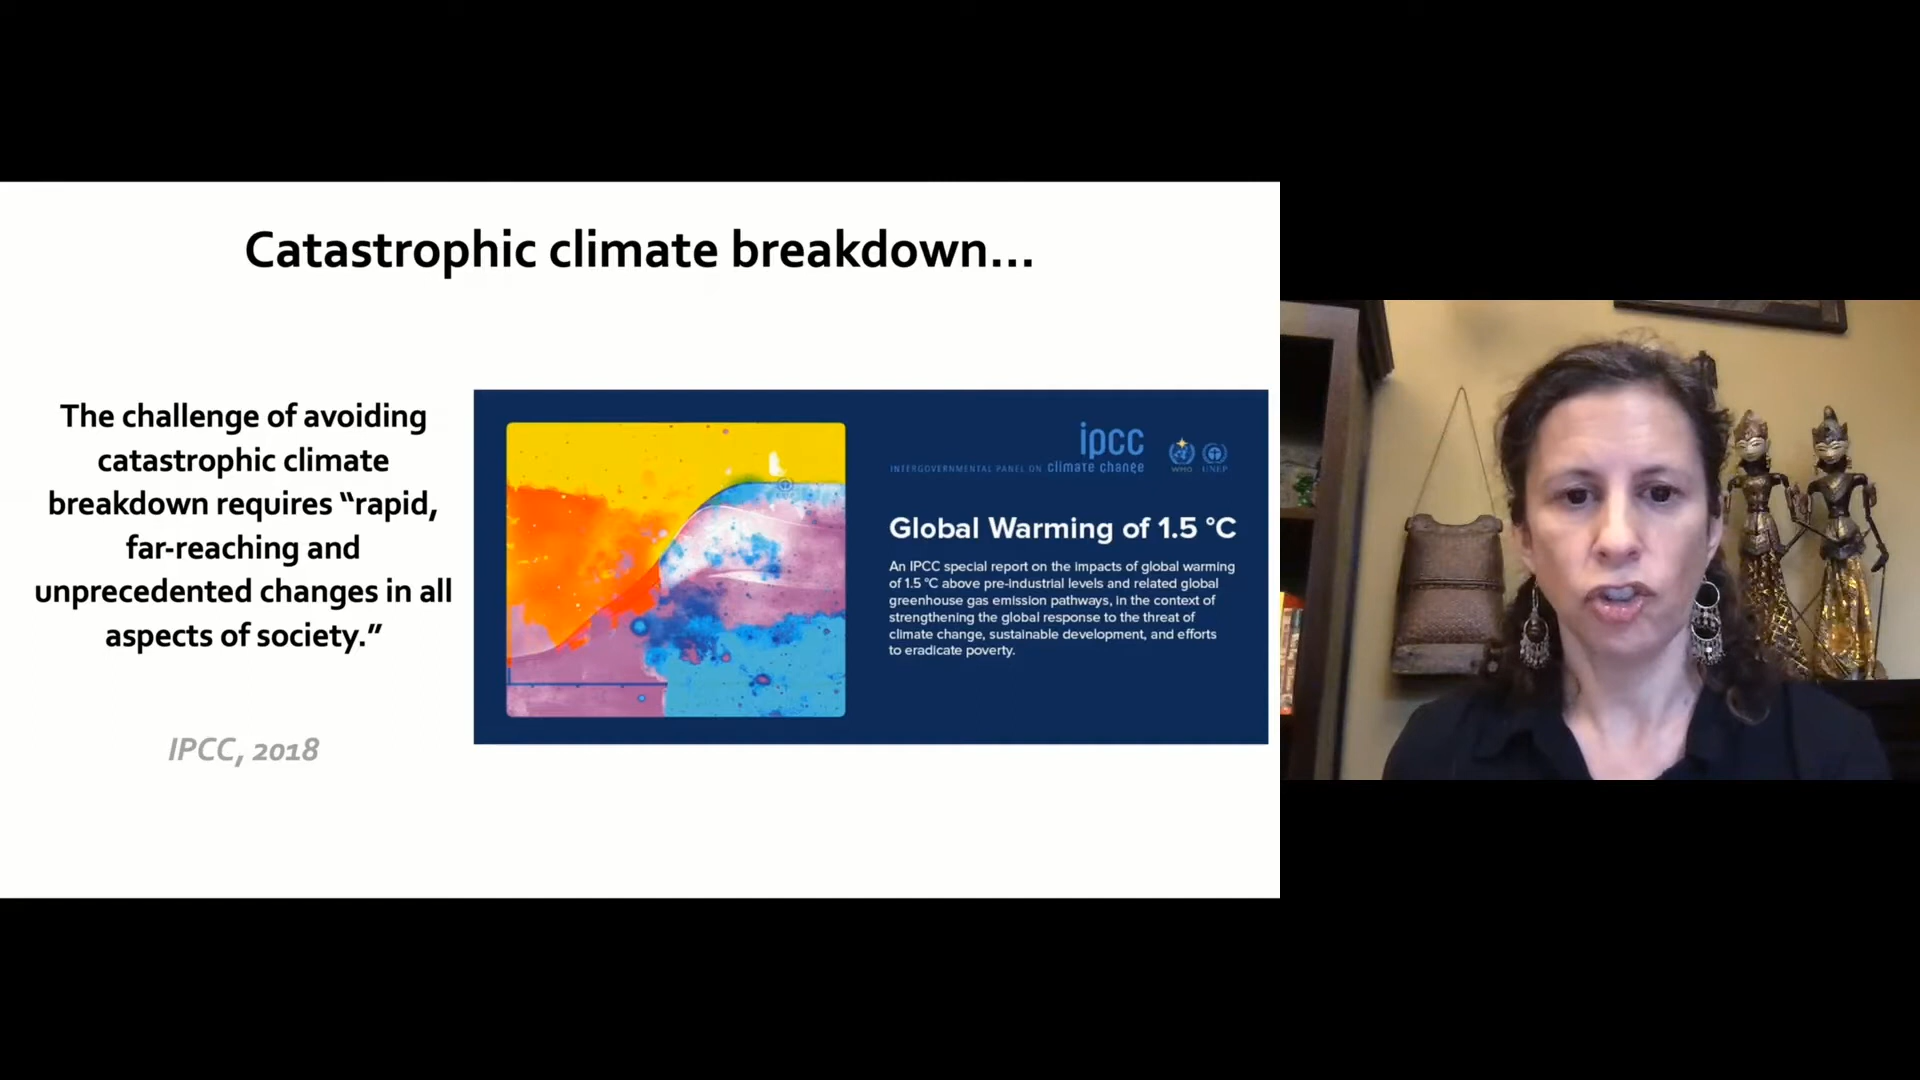 Catastrophic climate breakdown...
The challenge of avoiding
catastrophic climate
breakdown requires “rapid,
far-reaching and
unprecedented changes in all
aspects of society.”
IPCC, 2018
ipcc
INTERGOVERNMENTAL PANEL ON climate change
WMO
UNEP
Global Warming of 1.5 °C
An IPCC special report on the impacts of global warming
of 1.5 °C above pre-industrial levels and related global
greenhouse gas emission pathways, in the context of
strengthening the global response to the threat of
climate change, sustainable development, and efforts
to eradicate poverty.